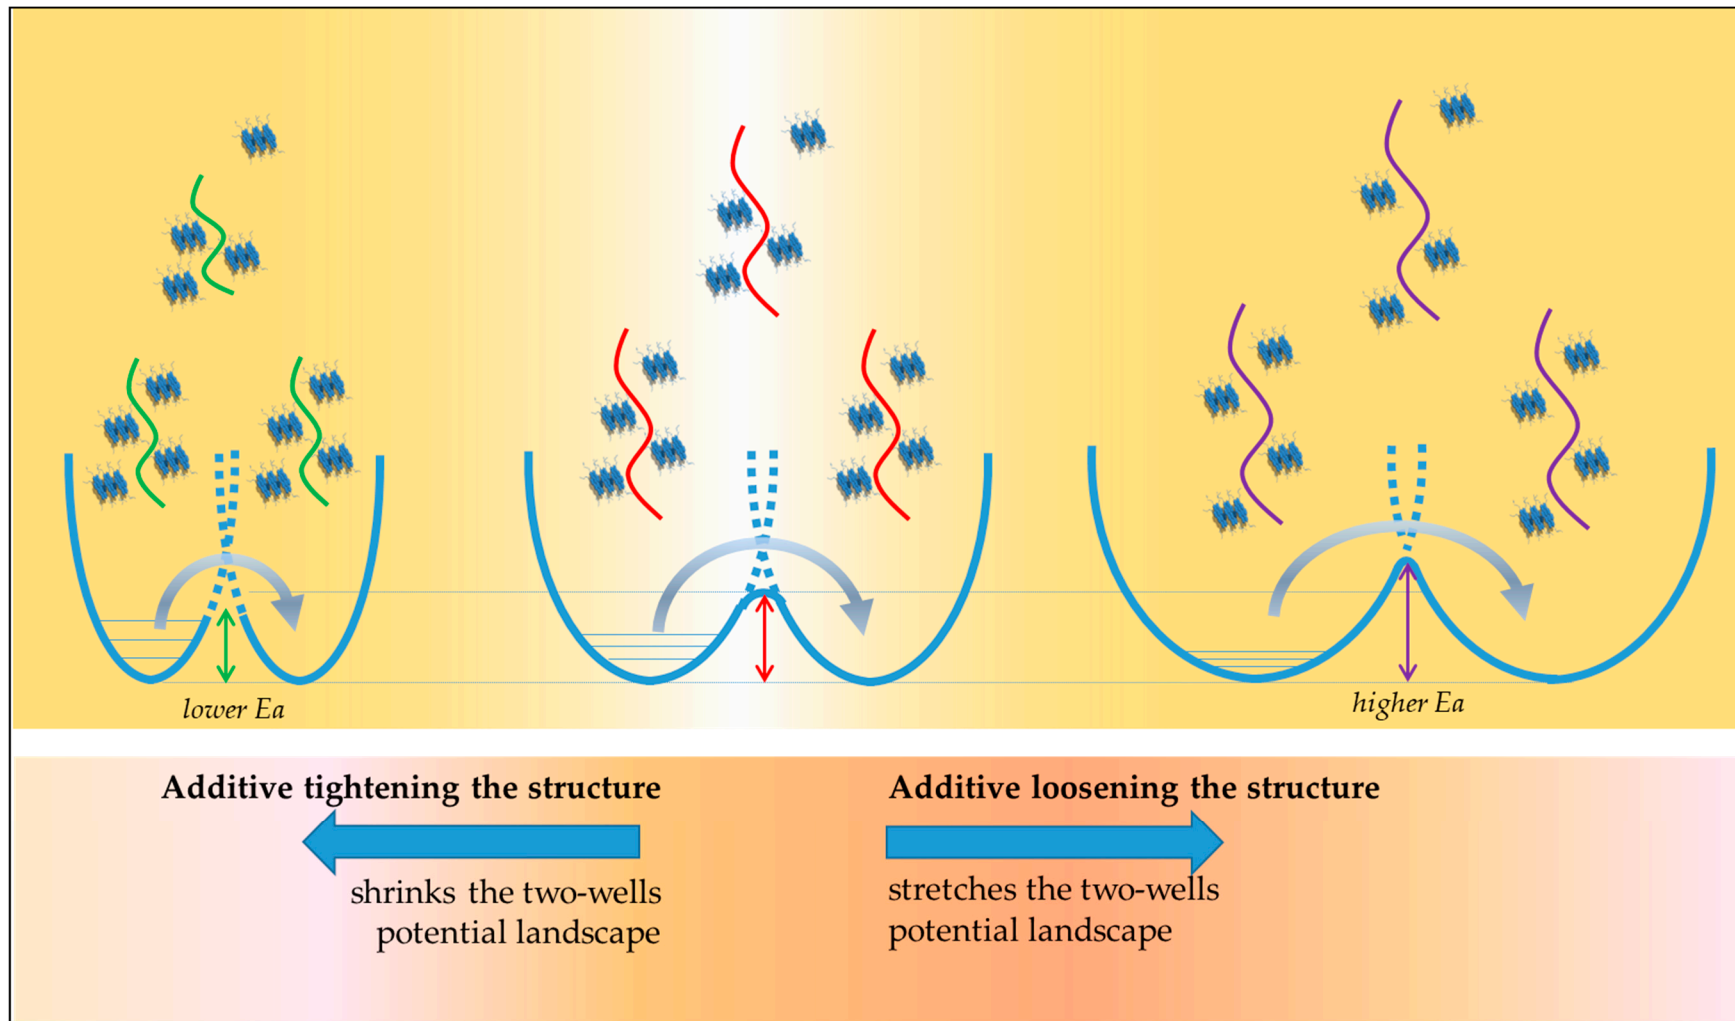 lower Ea
higher Ea
Additive tightening the structure
shrinks the two-wells
potential landscape
Additive loosening the structure
stretches the two-wells
potential landscape